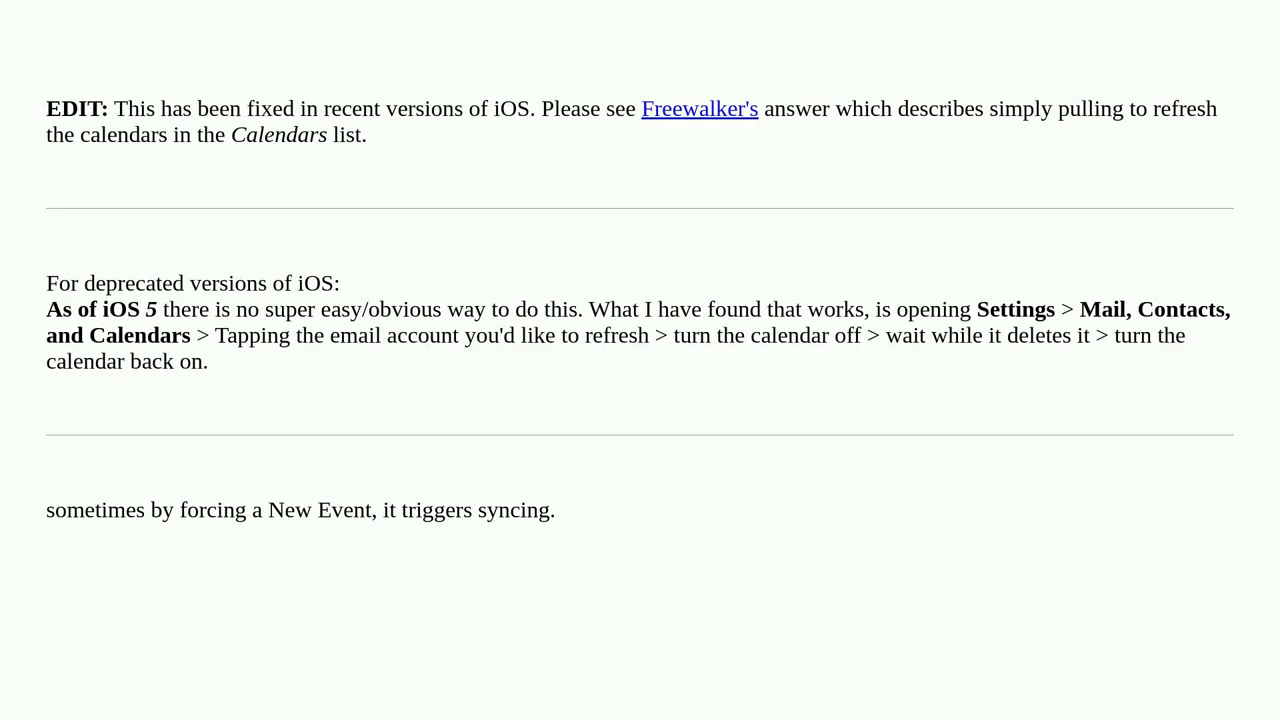 EDIT: This has been fixed in recent versions of iOS. Please see Freewalker's answer which describes simply pulling to refresh
the calendars in the Calendars list.
For deprecated versions of iOS:
As of iOS 5 there is no super easy/obvious way to do this. What I have found that works, is opening Settings > Mail, Contacts,
and Calendars > Tapping the email account you'd like to refresh > turn the calendar off > wait while it deletes it > turn the
calendar back on.
sometimes by forcing a New Event, it triggers syncing.